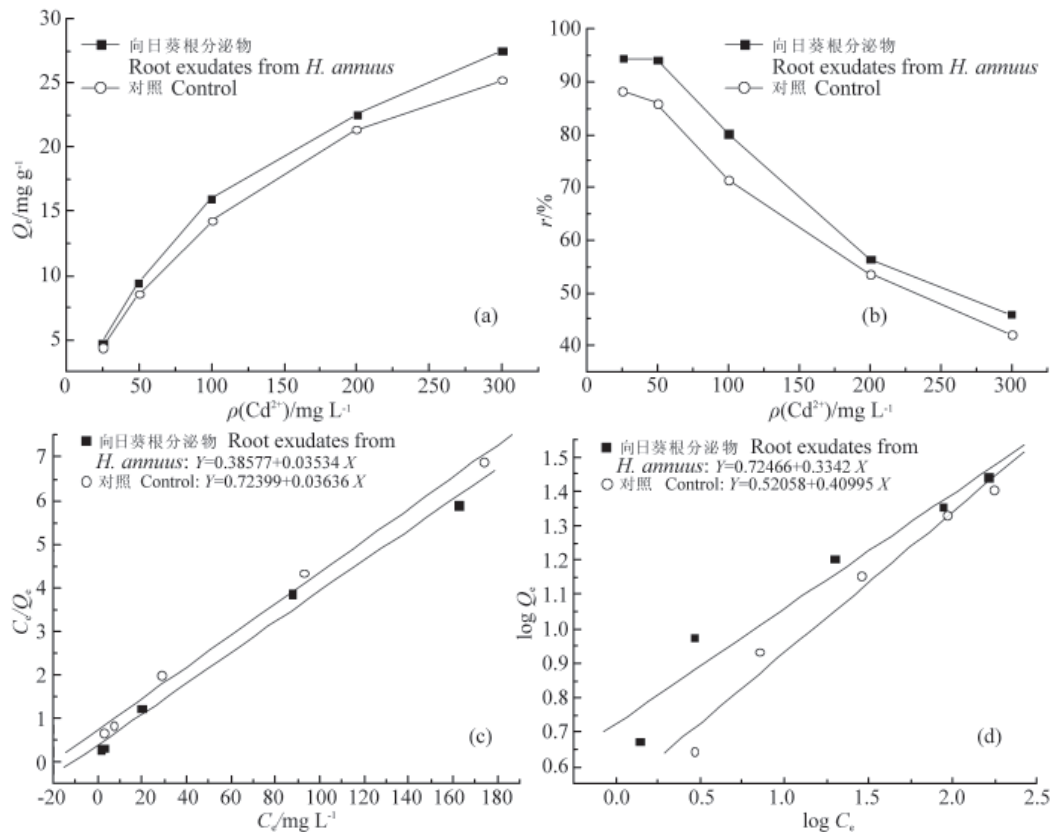 30
25
20
15
10
5
Qe/mg g⁻¹
向日葵根分泌物
Root exudates from H. annuus
对照 Control
(a)
0 50 100 150 200 250 300
ρ(Cd²⁺)/mg L⁻¹
100
95
90
80
70
60
50
40
r/%
向日葵根分泌物
Root exudates from H. annuus
对照 Control
(b)
0 50 100 150 200 250 300
ρ(Cd²⁺)/mg L⁻¹
7
6
5
4
3
2
1
0
Ce/Qe
向日葵根分泌物 Root exudates from
H. annuus: Y=0.38577+0.03534 X
对照 Control: Y=0.72399+0.03636 X
(c)
-20 0 20 40 60 80 100 120 140 160 180
Ce/mg L⁻¹
1.5
1.4
1.3
1.2
1.1
1.0
0.9
0.8
0.7
0.6
log Qe
向日葵根分泌物 Root exudates from
H. annuus: Y=0.72466+0.3342 X
对照 Control: Y=0.52058+0.40995 X
(d)
0.0 0.5 1.0 1.5 2.0 2.5
log Ce